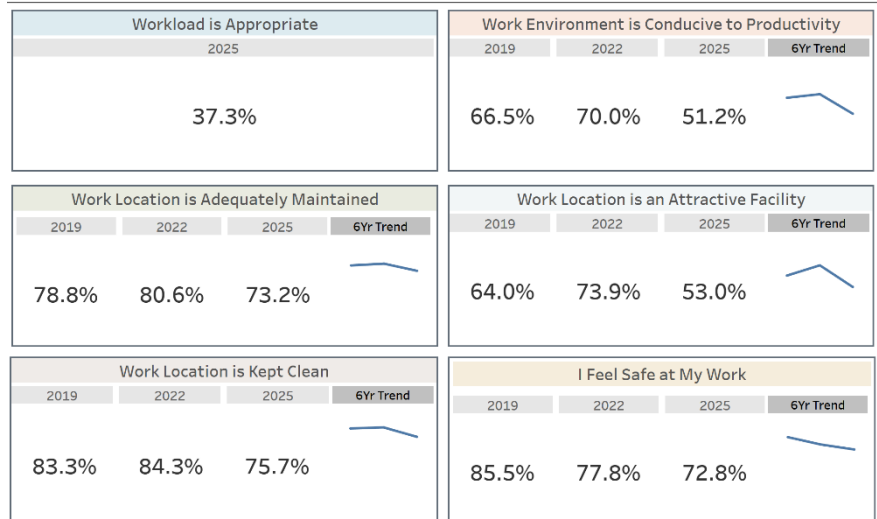 Workload is Appropriate
2025
37.3%
Work Environment is Conducive to Productivity
2019 2022 2025 6Yr Trend
66.5% 70.0% 51.2%
Work Location is Adequately Maintained
2019 2022 2025 6Yr Trend
78.8% 80.6% 73.2%
Work Location is an Attractive Facility
2019 2022 2025 6Yr Trend
64.0% 73.9% 53.0%
Work Location is Kept Clean
2019 2022 2025 6Yr Trend
83.3% 84.3% 75.7%
I Feel Safe at My Work
2019 2022 2025 6Yr Trend
85.5% 77.8% 72.8%